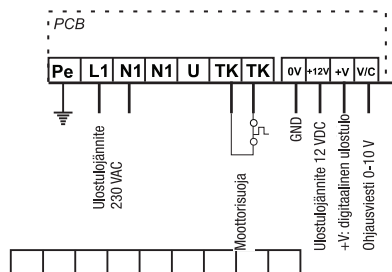 PCB
Pe L1 N1 N1 U TK TK 0V +12V +V V/C
Ulostulojännite
230 VAC
Moottorisuoja
GND
Ulostulojännite 12 VDC
+V: digitaalinen ulostulo
Ohjausviesti 0-10 V